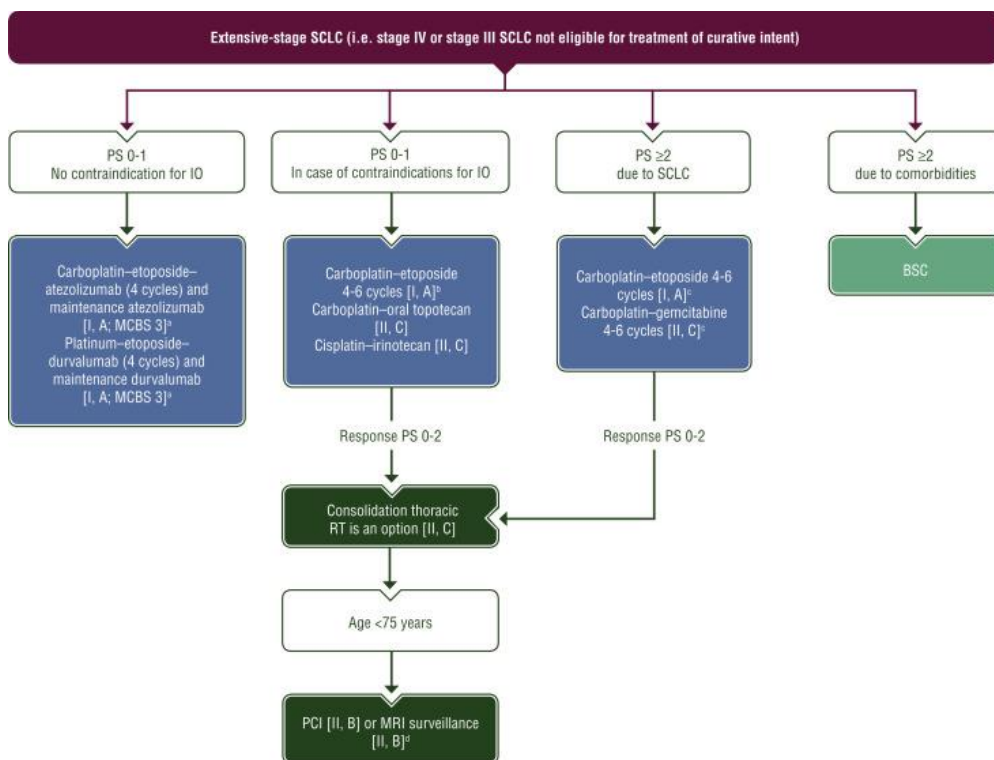 Extensive-stage SCLC (i.e. stage IV or stage III SCLC not eligible for treatment of curative intent)
PS 0-1
No contraindication for IO
PS 0-1
In case of contraindications for IO
PS ≥2
due to SCLC
PS ≥2
due to comorbidities
Carboplatin–etoposide–
atezolizumab (4 cycles) and
maintenance atezolizumab
[I, A; MCBS 3]ᵃ
Platinum–etoposide–
durvalumab (4 cycles) and
maintenance durvalumab
[I, A; MCBS 3]ᵃ
Carboplatin–etoposide
4-6 cycles [I, A]ᵇ
Carboplatin–oral topotecan
[II, C]
Cisplatin–irinotecan [II, C]
Carboplatin–etoposide 4-6
cycles [I, A]ᶜ
Carboplatin–gemcitabine
4-6 cycles [II, C]ᶜ
BSC
Response PS 0-2
Response PS 0-2
Consolidation thoracic
RT is an option [II, C]
Age <75 years
PCI [II, B] or MRI surveillance
[II, B]ᵈ